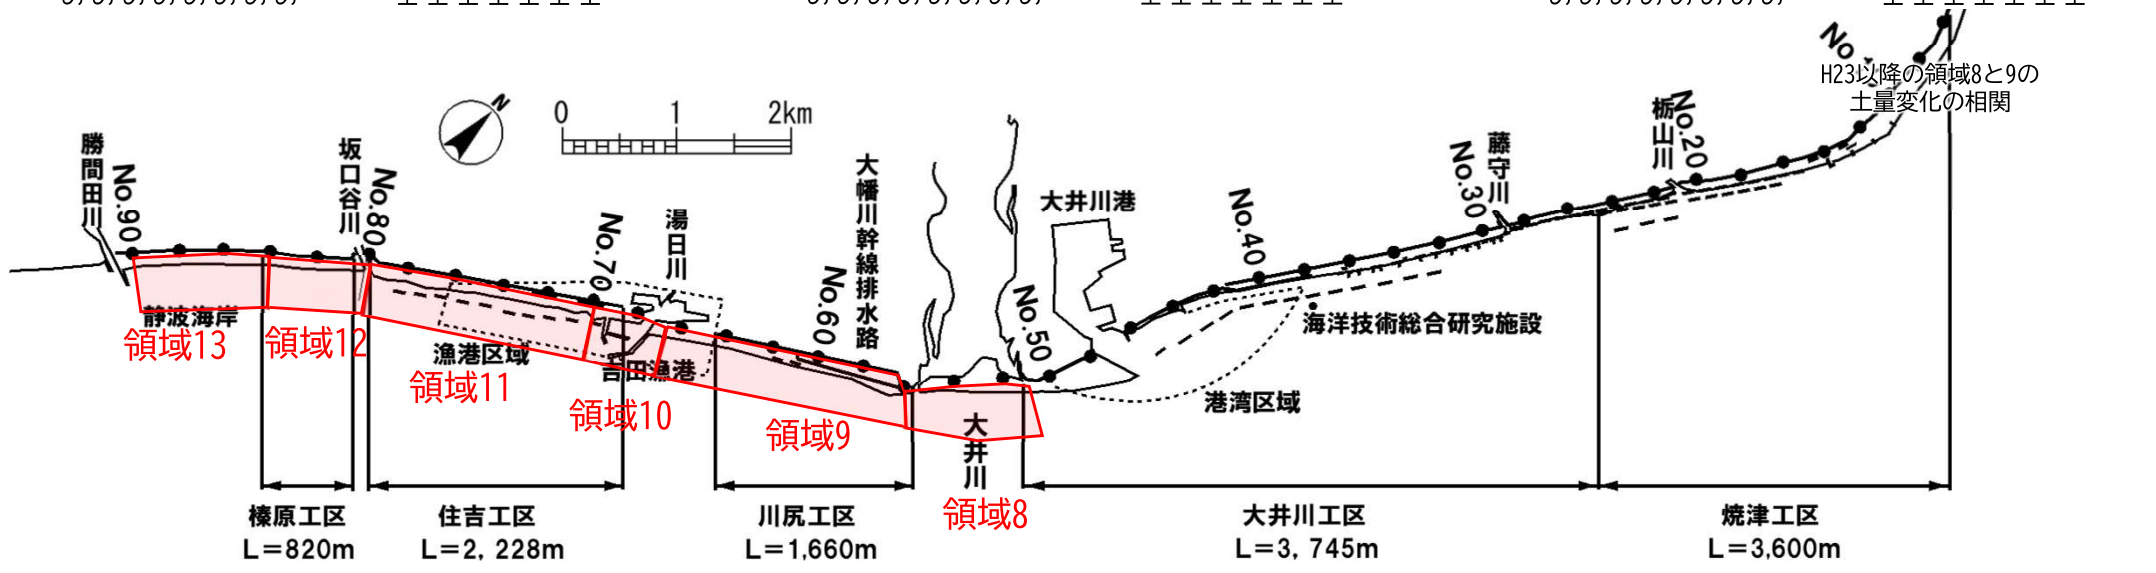 H23以降の領域8と9の
土量変化の相関
勝間田川
No.90
坂口谷川
No.80
N
0 1 2km
No.70
湯日川
No.60
大幡川幹線排水路
No.50
大井川港
No.40
No.30
藤守川
栃山川
No.20
No.
静波海岸
領域13
領域12
漁港区域
領域11
吉田漁港
領域10
領域9
大井川
領域8
海洋技術総合研究施設
港湾区域
榛原工区
L=820m
住吉工区
L=2,228m
川尻工区
L=1,660m
大井川工区
L=3,745m
焼津工区
L=3,600m